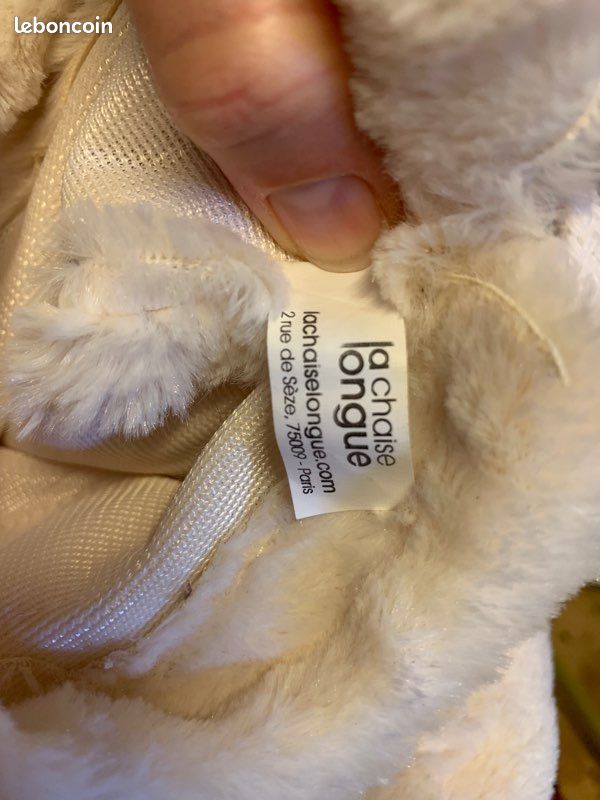 leboncoin
la chaise
longue
lachaiselongue.com
2 rue de Sèze, 75009 - Paris